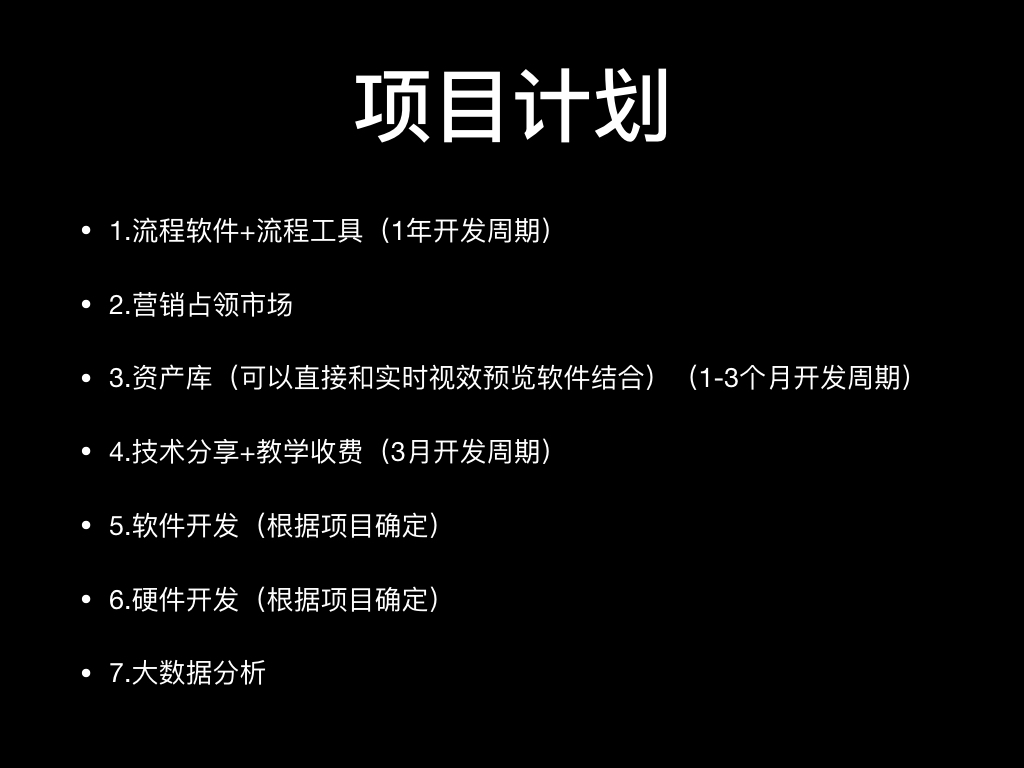 项目计划
• 1.流程软件+流程工具（1年开发周期）
• 2.营销占领市场
• 3.资产库（可以直接和实时视效预览软件结合）（1-3个月开发周期）
• 4.技术分享+教学收费（3月开发周期）
• 5.软件开发（根据项目确定）
• 6.硬件开发（根据项目确定）
• 7.大数据分析